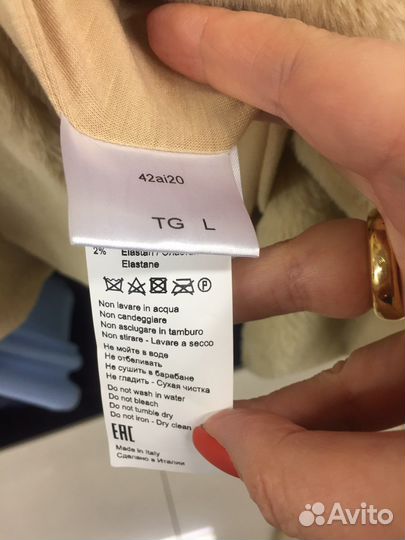 42ai20
TG L
2% Elastan /
Elastane
P
Non lavare in acqua
Non candeggiare
Non asciugare in tamburo
Non stirare - Lavare a secco
Не мойте в воде
Не отбеливать
Не сушить в барабане
Не гладить - Сухая чистка
Do not wash in water
Do not bleach
Do not tumble dry
Do not Iron - Dry clean
EAC
Made in Italy
Сделано в Италии
Avito